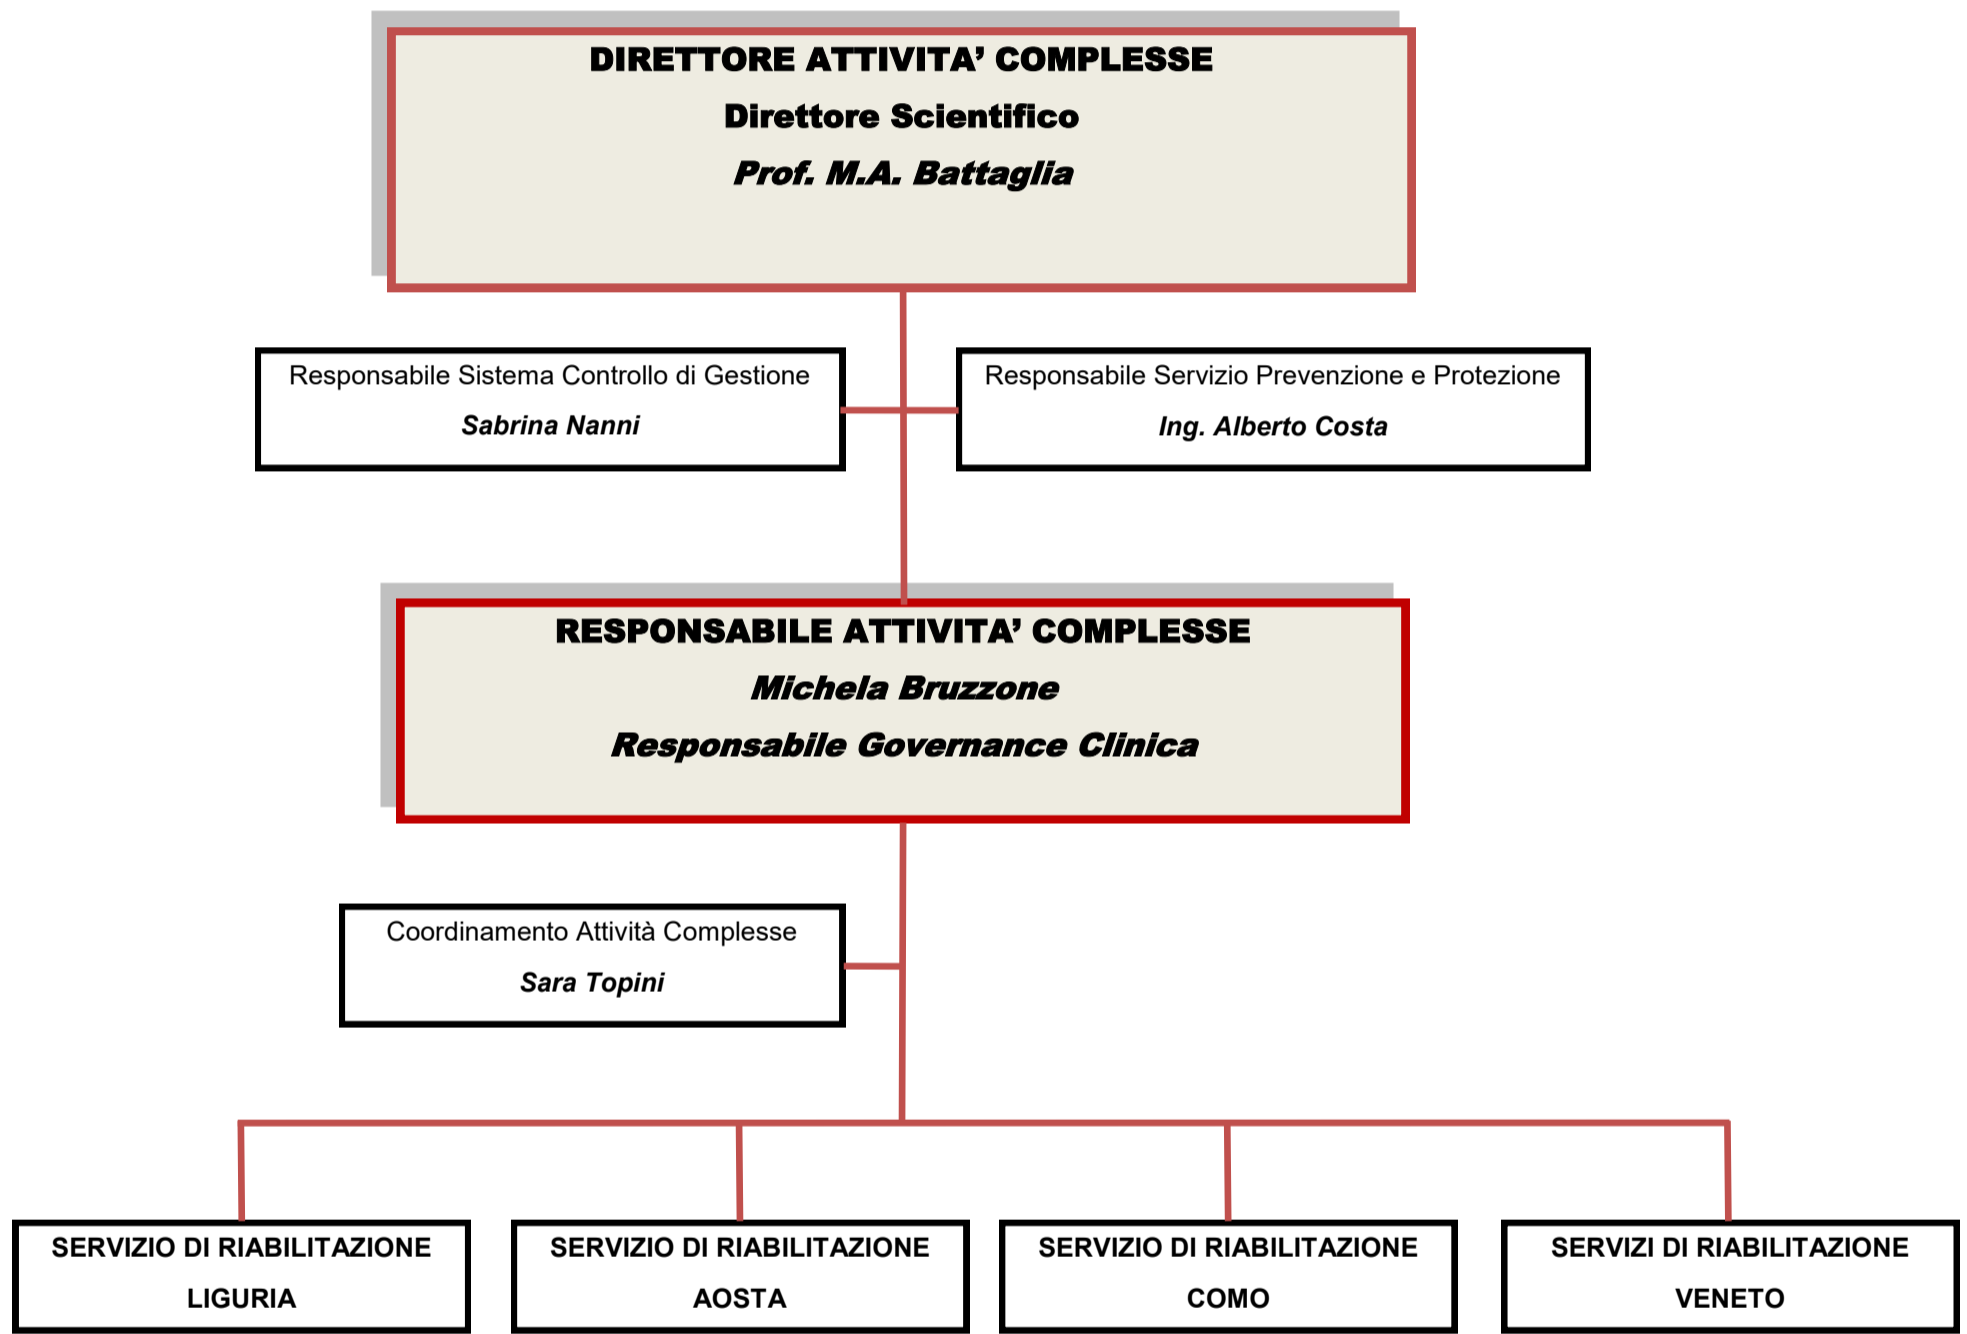 DIRETTORE ATTIVITA’ COMPLESSE
Direttore Scientifico
Prof. M.A. Battaglia
Responsabile Sistema Controllo di Gestione
Sabrina Nanni
Responsabile Servizio Prevenzione e Protezione
Ing. Alberto Costa
RESPONSABILE ATTIVITA’ COMPLESSE
Michela Bruzzone
Responsabile Governance Clinica
Coordinamento Attività Complesse
Sara Topini
SERVIZIO DI RIABILITAZIONE
LIGURIA
SERVIZIO DI RIABILITAZIONE
AOSTA
SERVIZIO DI RIABILITAZIONE
COMO
SERVIZI DI RIABILITAZIONE
VENETO